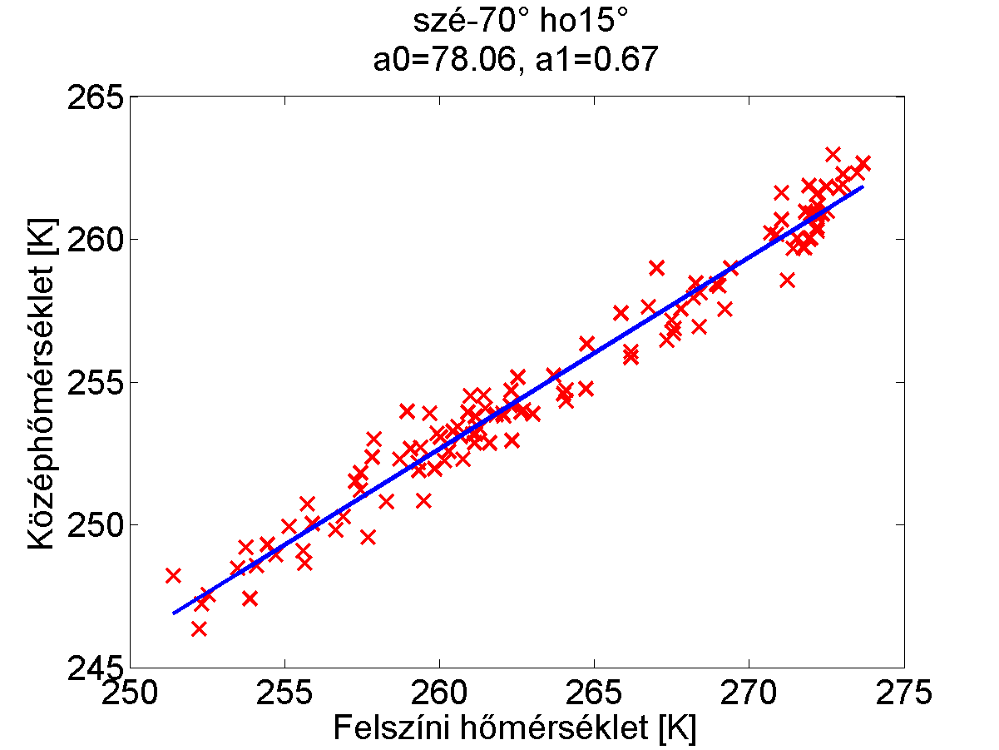 szé-70° ho15°
a0=78.06, a1=0.67
265
260
255
250
245
Középhőmérséklet [K]
250 255 260 265 270 275
Felszíni hőmérséklet [K]